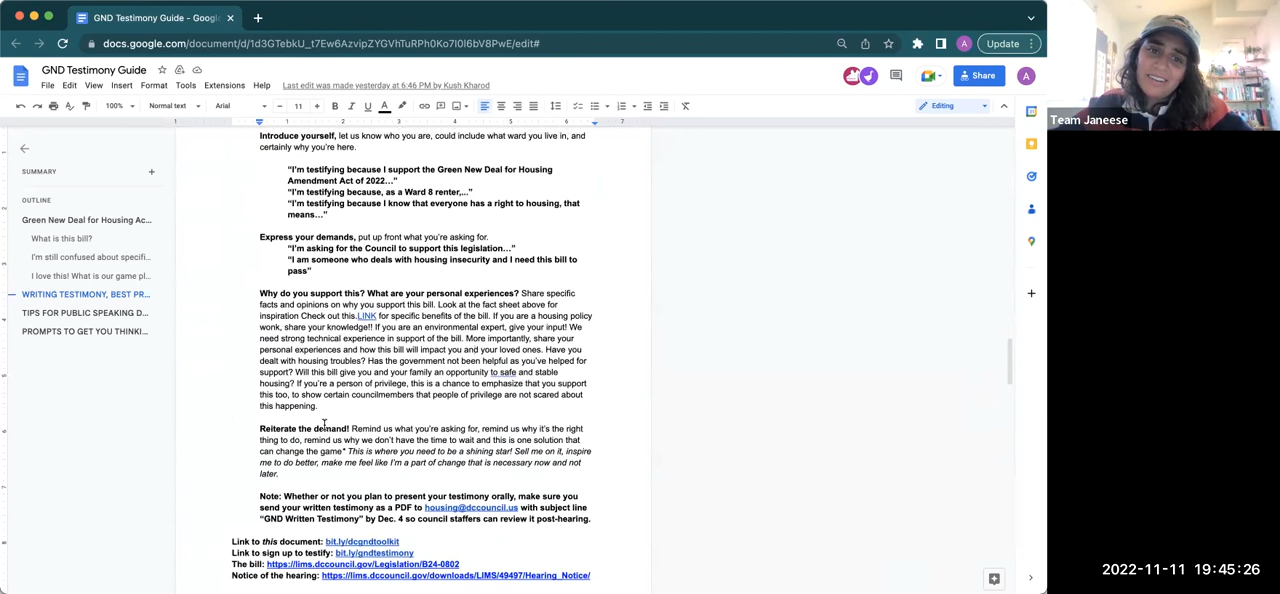 GND Testimony Guide - Googl
docs.google.com/document/d/1d3GTebkU_t7Ew6AzvipZYGVhTuRPh0Ko7I0I6bV8PwE/edit#
A
Update
GND Testimony Guide
File Edit View Insert Format Tools Extensions Help Last edit was made yesterday at 6:46 PM by Kush Kharod
Share
A
100% Normal text Arial 11 B I U A Editing
1 1 2 3 4 5 6 7
SUMMARY
OUTLINE
Green New Deal for Housing Ac...
What is this bill?
I'm still confused about specifi...
I love this! What is our game pl...
WRITING TESTIMONY, BEST PR...
TIPS FOR PUBLIC SPEAKING D...
PROMPTS TO GET YOU THINKI...
Introduce yourself, let us know who you are, could include what ward you live in, and
certainly why you're here.
“I'm testifying because I support the Green New Deal for Housing
Amendment Act of 2022...”
“I'm testifying because, as a Ward 8 renter,...”
“I'm testifying because I know that everyone has a right to housing, that
means...”
Express your demands, put up front what you're asking for.
“I'm asking for the Council to support this legislation...”
“I am someone who deals with housing insecurity and I need this bill to
pass”
Why do you support this? What are your personal experiences? Share specific
facts and opinions on why you support this bill. Look at the fact sheet above for
inspiration Check out this.LINK for specific benefits of the bill. If you are a housing policy
wonk, share your knowledge!! If you are an environmental expert, give your input! We
need strong technical experience in support of the bill. More importantly, share your
personal experiences and how this bill will impact you and your loved ones. Have you
dealt with housing troubles? Has the government not been helpful as you've helped for
support? Will this bill give you and your family an opportunity to safe and stable
housing? If you're a person of privilege, this is a chance to emphasize that you support
this too, to show certain councilmembers that people of privilege are not scared about
this happening.
Reiterate the demand! Remind us what you're asking for, remind us why it's the right
thing to do, remind us why we don't have the time to wait and this is one solution that
can change the game* This is where you need to be a shining star! Sell me on it, inspire
me to do better, make me feel like I'm a part of change that is necessary now and not
later.
Note: Whether or not you plan to present your testimony orally, make sure you
send your written testimony as a PDF to housing@dccouncil.us with subject line
“GND Written Testimony” by Dec. 4 so council staffers can review it post-hearing.
Link to this document: bit.ly/dcgndtoolkit
Link to sign up to testify: bit.ly/gndtestimony
The bill: https://lims.dccouncil.gov/Legislation/B24-0802
Notice of the hearing: https://lims.dccouncil.gov/downloads/LIMS/49497/Hearing_Notice/
Team Janeese
2022-11-11 19:45:26